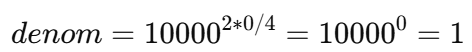 denom = 10000^{2*0/4} = 10000^{0} = 1